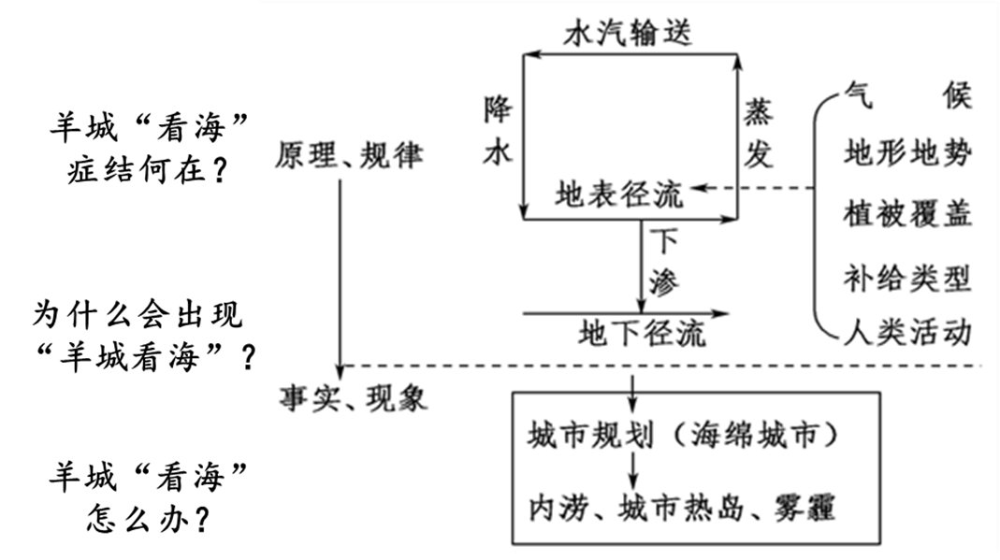 羊城“看海”
症结何在？
为什么会出现
“羊城看海”？
羊城“看海”
怎么办？
原理、规律
事实、现象
水汽输送
降水
蒸发
地表径流
下渗
地下径流
气候
地形地势
植被覆盖
补给类型
人类活动
城市规划（海绵城市）
内涝、城市热岛、雾霾